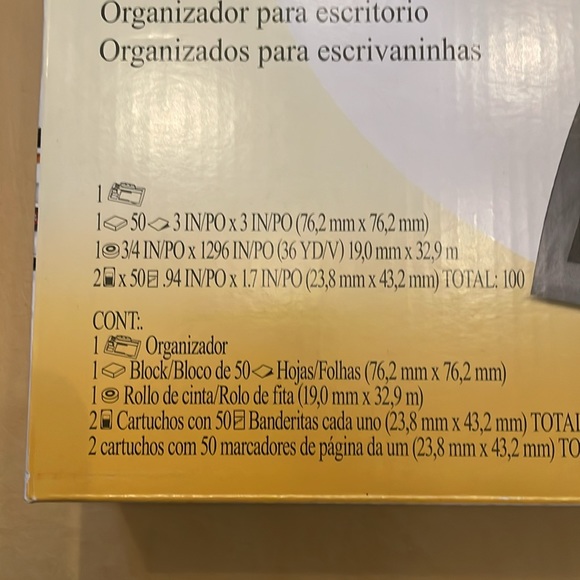 Organizador para escritorio
Organizados para escrivaninhas
1
1 50 3 IN/PO x 3 IN/PO (76,2 mm x 76,2 mm)
1 3/4 IN/PO x 1296 IN/PO (36 YD/V) 19,0 mm x 32,9 m
2 x 50 .94 IN/PO x 1.7 IN/PO (23,8 mm x 43,2 mm) TOTAL: 100
CONT:.
1 Organizador
1 Block/Bloco de 50 Hojas/Folhas (76,2 mm x 76,2 mm)
1 Rollo de cinta/Rolo de fita (19,0 mm x 32,9 m)
2 Cartuchos con 50 Banderitas cada uno (23,8 mm x 43,2 mm) TOTAL
2 cartuchos com 50 marcadores de página da um (23,8 mm x 43,2 mm) TO